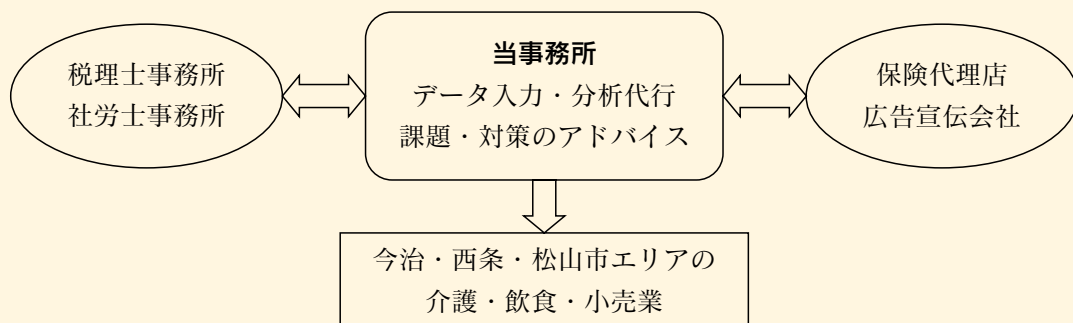 税理士事務所
社労士事務所
当事務所
データ入力・分析代行
課題・対策のアドバイス
保険代理店
広告宣伝会社
今治・西条・松山市エリアの
介護・飲食・小売業